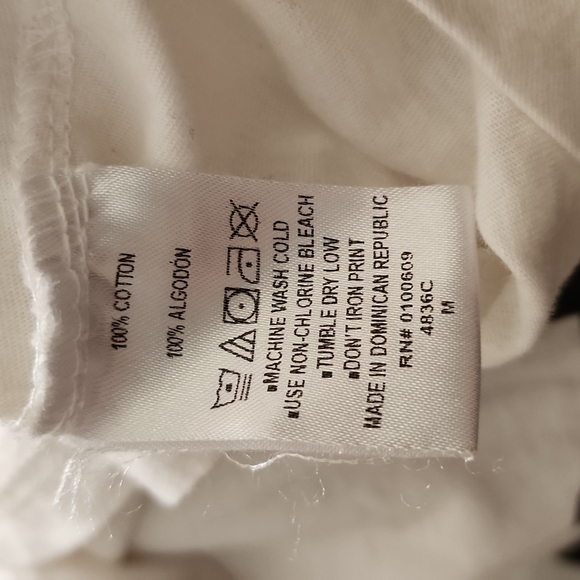 100% COTTON
100% ALGODÓN
▪MACHINE WASH COLD
▪USE NON-CHLORINE BLEACH
▪TUMBLE DRY LOW
▪DON'T IRON PRINT
MADE IN DOMINICAN REPUBLIC
RN# 0100609
4836C
M